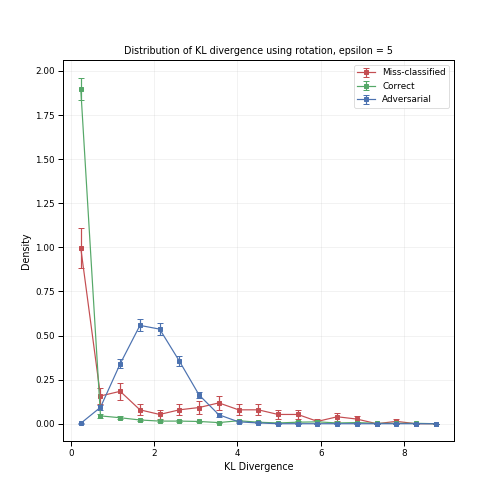 Distribution of KL divergence using rotation, epsilon = 5
Miss-classified
Correct
Adversarial
2.00
1.75
1.50
1.25
1.00
0.75
0.50
0.25
0.00
Density
0 2 4 6 8
KL Divergence